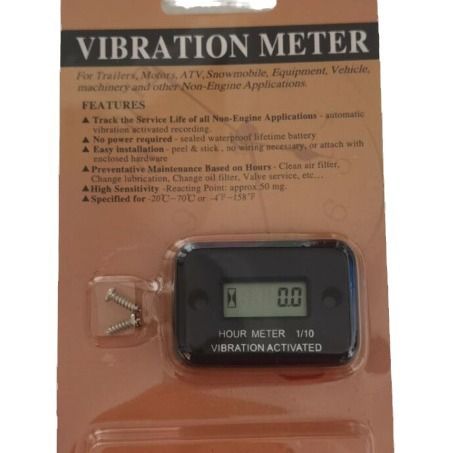 VIBRATION METER
For Trailers, Motors, ATV, Snowmobile, Equipment, Vehicle,
machinery and other Non-Engine Applications.
FEATURES
▲ Track the Service Life of all Non-Engine Applications - automatic
vibration activated recording.
▲ No power required - sealed waterproof lifetime battery
▲ Easy installation - peel & stick , no wiring necessary, or attach with
enclosed hardware
▲ Preventative Maintenance Based on Hours - Clean air filter,
Change lubrication, Change oil filter, Valve service, etc...
▲ High Sensitivity -Reacting Point: approx.50 mg.
▲ Specified for -20℃~70℃ or -4℉~158℉
0.0
HOUR METER 1/10
VIBRATION ACTIVATED